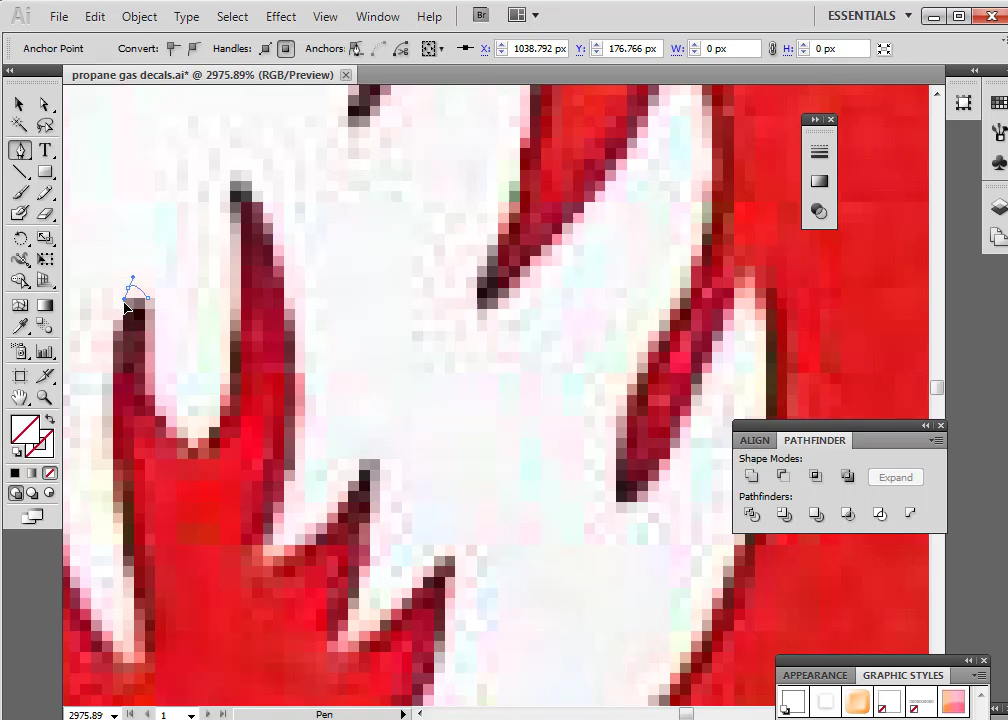 Ai File Edit Object Type Select Effect View Window Help Br ESSENTIALS
Anchor Point Convert: Handles: Anchors: X: 1038.792 px Y: 176.766 px W: 0 px H: 0 px
propane gas decals.ai* @ 2975.89% (RGB/Preview)
T
ALIGN PATHFINDER
Shape Modes:
Expand
Pathfinders:
APPEARANCE GRAPHIC STYLES
2975.89 1 Pen